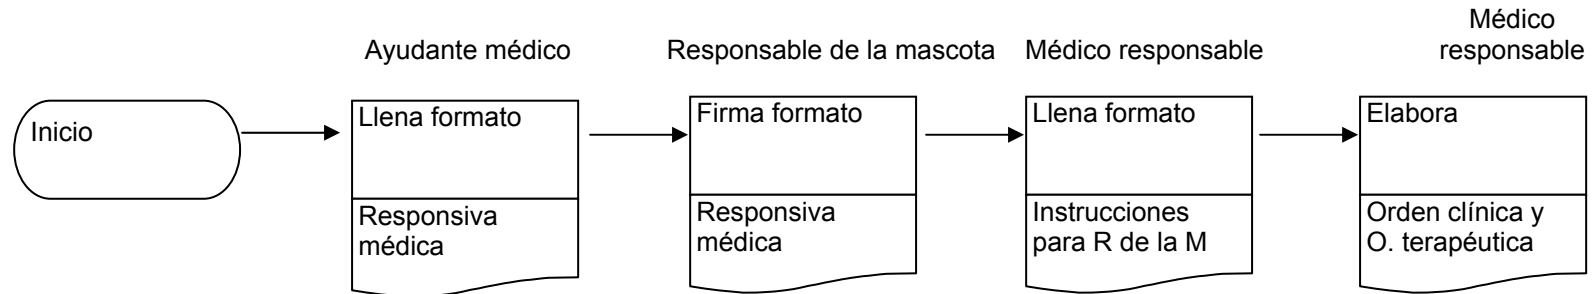 Médico
Ayudante médico
Responsable de la mascota
Médico responsable
responsable
Inicio
Llena formato
Firma formato
Llena formato
Elabora
Responsiva
médica
Responsiva
médica
Instrucciones
para R de la M
Orden clínica y
O. terapéutica